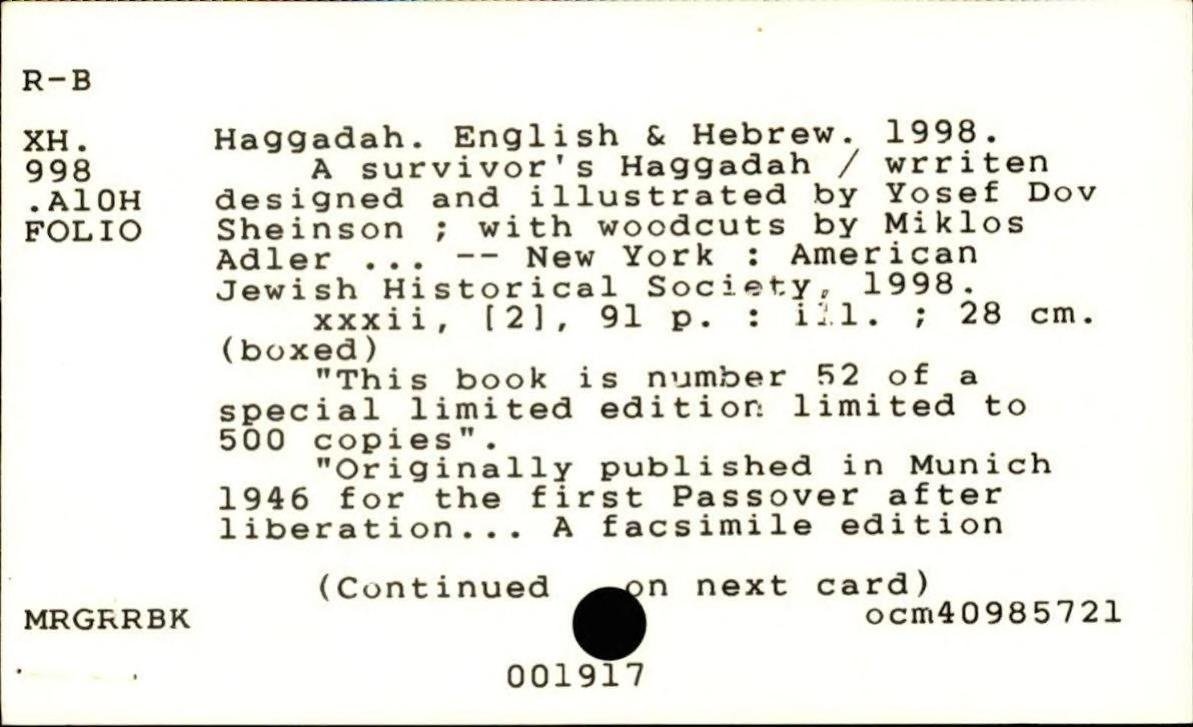 R-B
XH. Haggadah. English & Hebrew. 1998.
998 A survivor's Haggadah / wrriten
.A1OH designed and illustrated by Yosef Dov
FOLIO Sheinson ; with woodcuts by Miklos
Adler ... -- New York : American
Jewish Historical Society, 1998.
xxxii, [2], 91 p. : ill. ; 28 cm.
(boxed)
"This book is number 52 of a
special limited edition limited to
500 copies".
"Originally published in Munich
1946 for the first Passover after
liberation... A facsimile edition
(Continued on next card)
MRGRRBK ocm40985721
001917